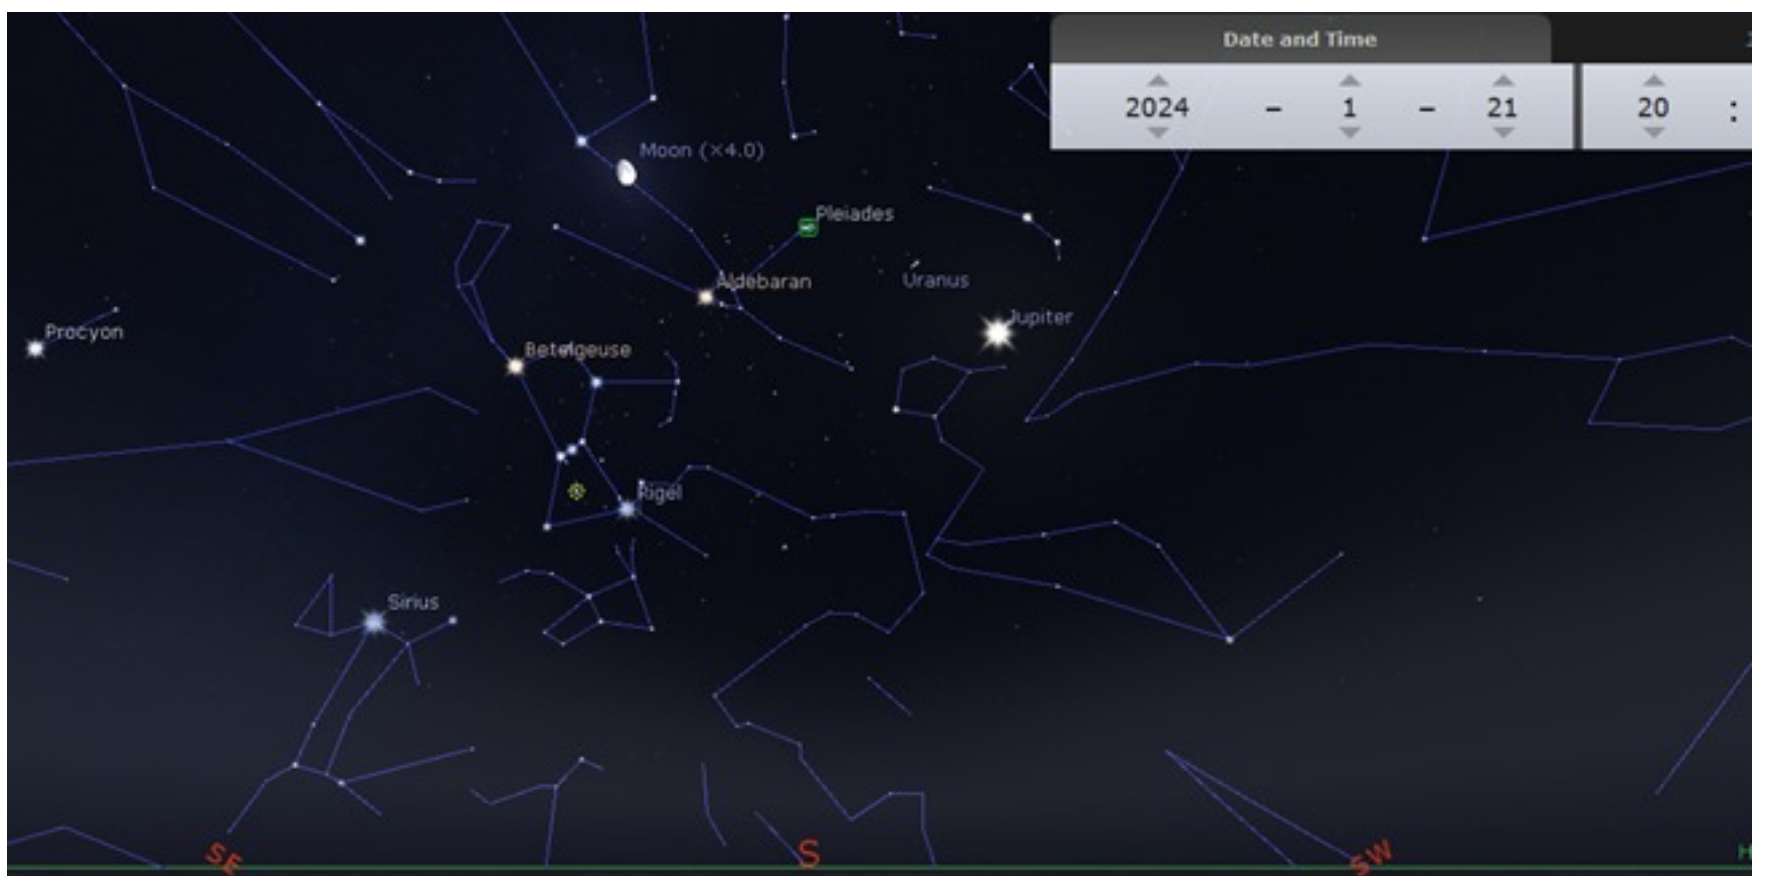 Date and Time
2024 – 1 – 21 20 :
Moon (×4.0)
Pleiades
Aldebaran
Uranus
Jupiter
Procyon
Betelgeuse
Rigel
Sirius
SE
S
SW
H